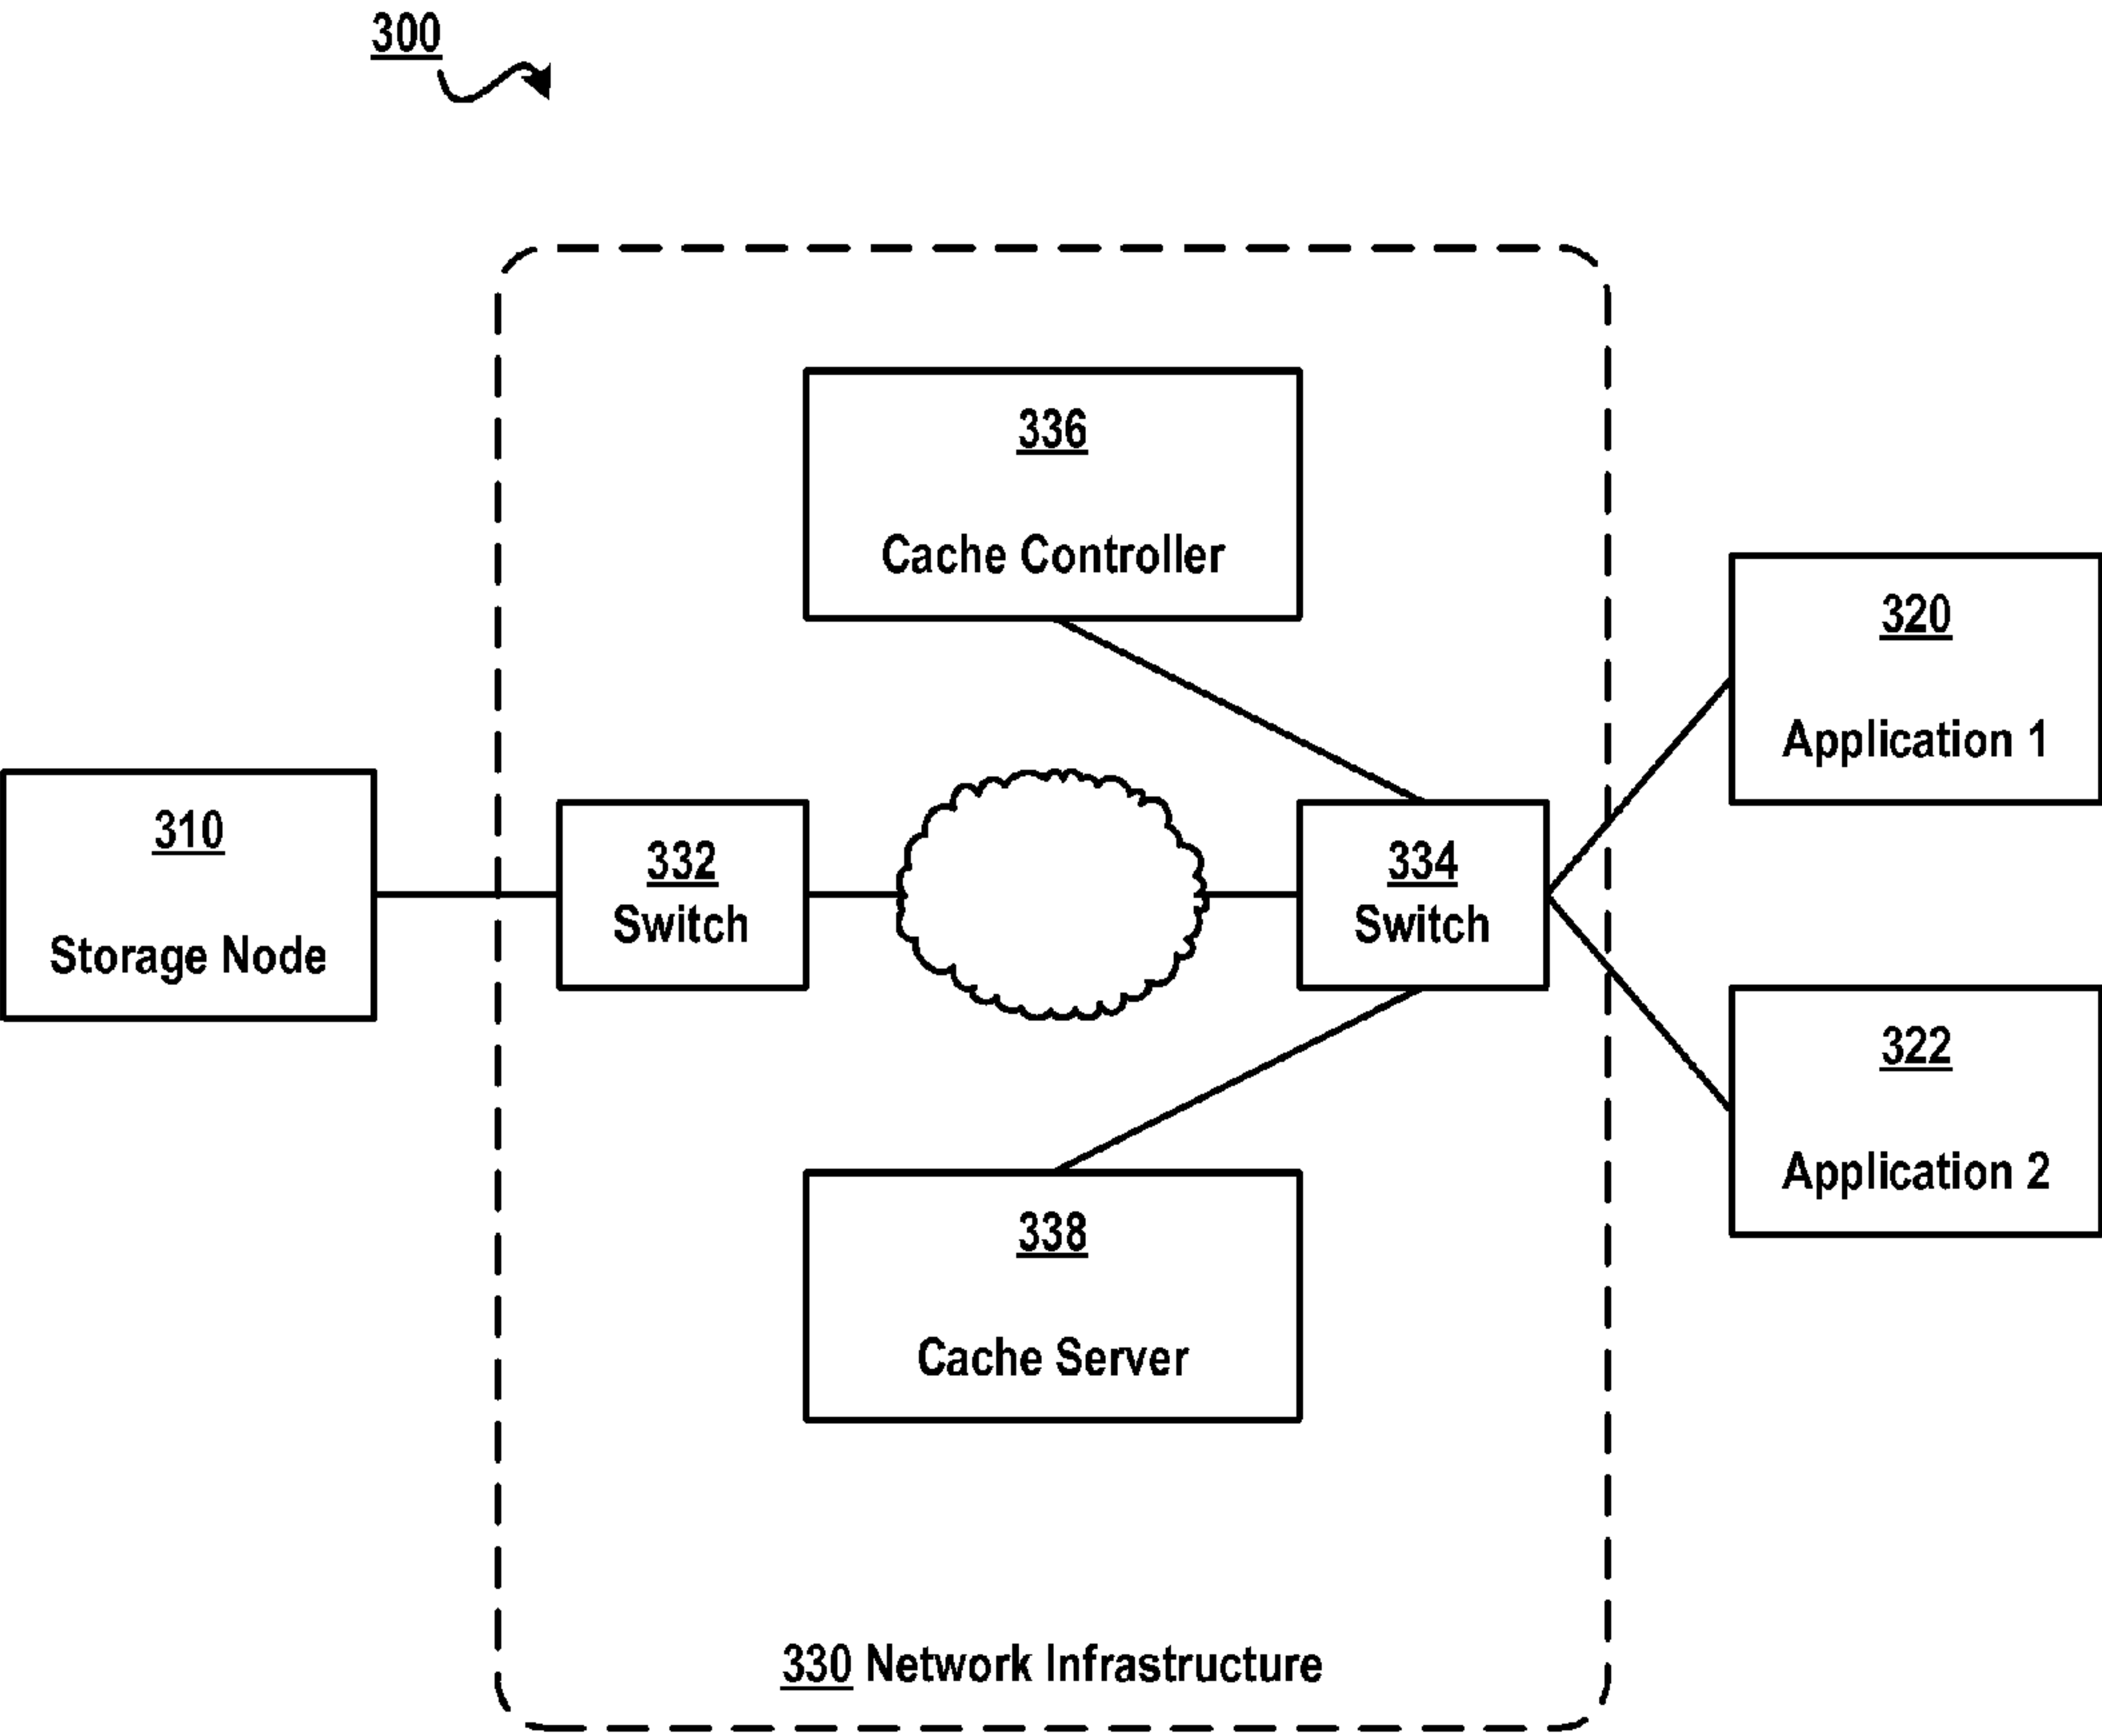 300
336
Cache Controller
320
Application 1
310
Storage Node
332
Switch
334
Switch
322
Application 2
338
Cache Server
330 Network Infrastructure